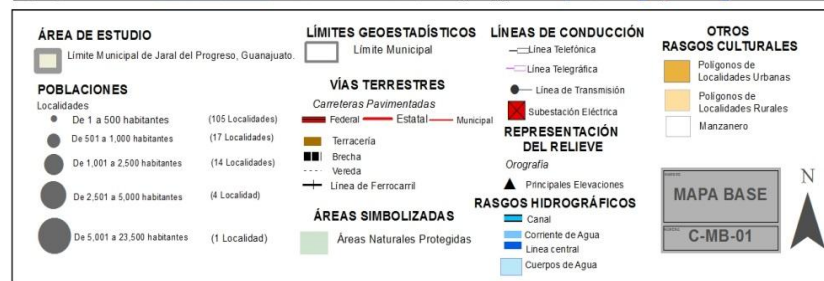 ÁREA DE ESTUDIO
Límite Municipal de Jaral del Progreso, Guanajuato.
POBLACIONES
Localidades
De 1 a 500 habitantes (105 Localidades)
De 501 a 1,000 habitantes (17 Localidades)
De 1,001 a 2,500 habitantes (14 Localidades)
De 2,501 a 5,000 habitantes (4 Localidad)
De 5,001 a 23,500 habitantes (1 Localidad)
LÍMITES GEOESTADÍSTICOS
Límite Municipal
VÍAS TERRESTRES
Carreteras Pavimentadas
Federal Estatal Municipal
Terracería
Brecha
Vereda
Línea de Ferrocarril
ÁREAS SIMBOLIZADAS
Áreas Naturales Protegidas
LÍNEAS DE CONDUCCIÓN
Línea Telefónica
Línea Telegráfica
Línea de Transmisión
Subestación Eléctrica
REPRESENTACIÓN
DEL RELIEVE
Orografía
Principales Elevaciones
RASGOS HIDROGRÁFICOS
Canal
Corriente de Agua
Linea central
Cuerpos de Agua
OTROS
RASGOS CULTURALES
Polígonos de
Localidades Urbanas
Polígonos de
Localidades Rurales
Manzanero
MAPA BASE
C-MB-01
N